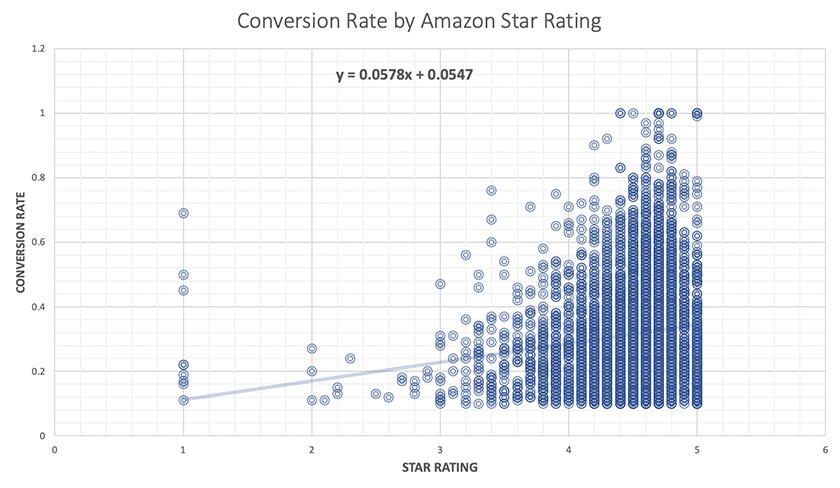 Conversion Rate by Amazon Star Rating
y = 0.0578x + 0.0547
1.2
1
0.8
0.6
0.4
0.2
0
CONVERSION RATE
0 1 2 3 4 5 6
STAR RATING